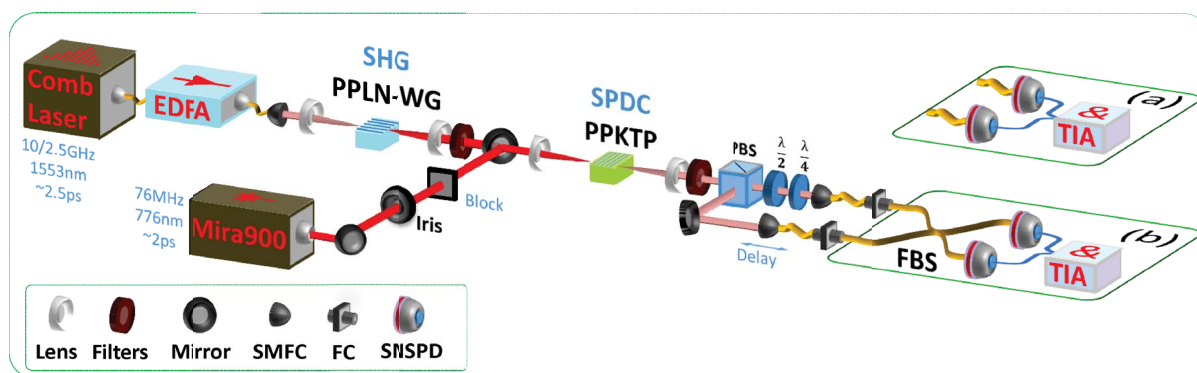 Comb
Laser
EDFA
10/2.5GHz
1553nm
~2.5ps
SHG
PPLN-WG
SPDC
PPKTP
76MHz
776nm
~2ps
Mira900
Iris
Block
PBS
λ/2
λ/4
Delay
(a)
&
TIA
(b)
FBS
&
TIA
Lens
Filters
Mirror
SMFC
FC
SNSPD